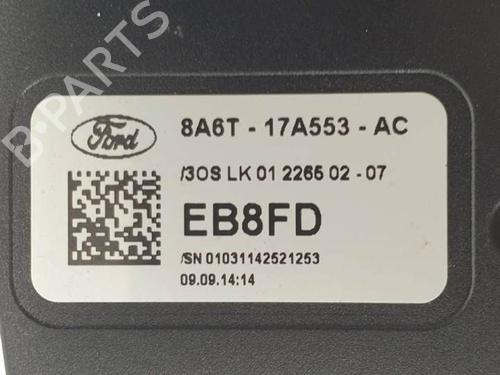 B-PARTS
Ford
8A6T - 17A553 - AC
/3OS LK 01 2265 02 - 07
EB8FD
/SN 01031142521253
09.09.14:14